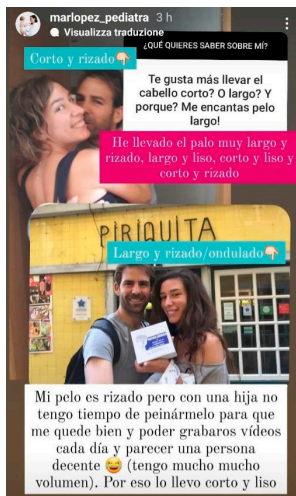 marlopez_pediatra 3 h
Visualizza traduzione
¿QUÉ QUIERES SABER SOBRE MÍ?
Corto y rizado👇🏻
Te gusta más llevar el
cabello corto? O largo? Y
porque? Me encantas pelo
largo!
He llevado el palo muy largo y
rizado, largo y liso, corto y liso y
corto y rizado
PIRIQUITA
Largo y rizado/ondulado👇🏻
Mi pelo es rizado pero con una hija no
tengo tiempo de peinármelo para que
me quede bien y poder grabaros vídeos
cada día y parecer una persona
decente 😅 (tengo mucho mucho
volumen). Por eso lo llevo corto y liso